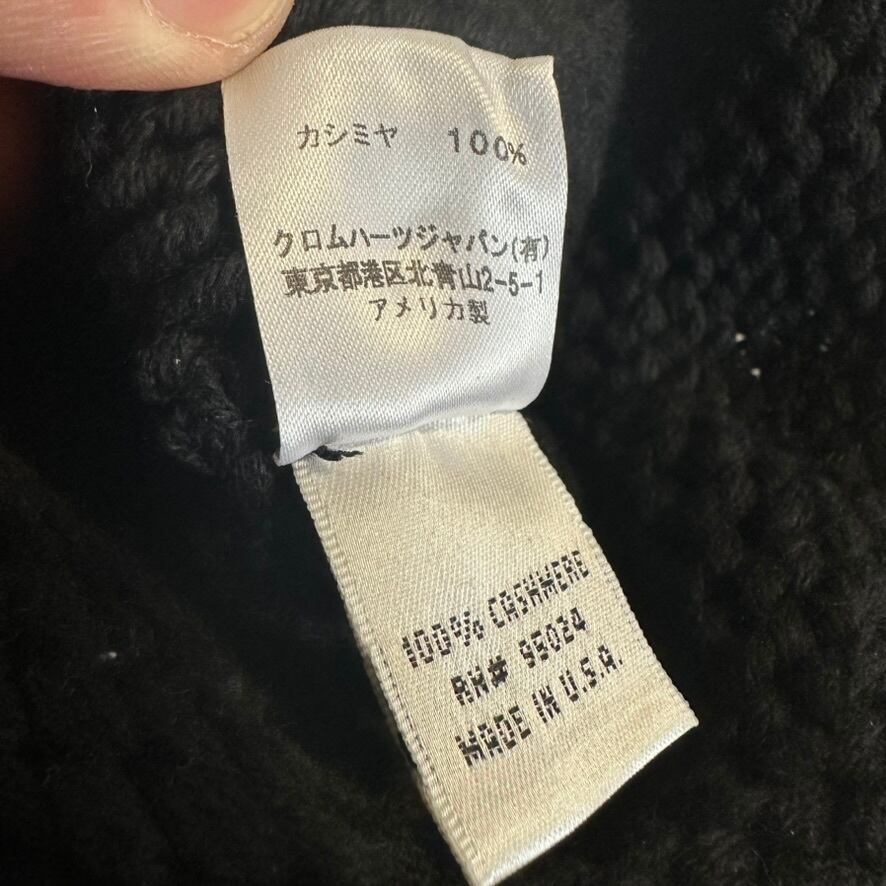 カシミヤ 100%
クロムハーツジャパン(有)
東京都港区北青山2-5-1
アメリカ製
100% CASHMERE
RN# 95024
MADE IN U.S.A.